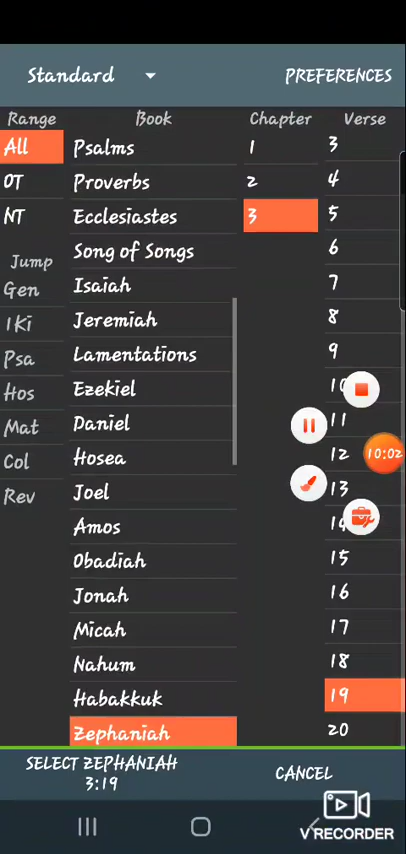 Standard
PREFERENCES
Range Book Chapter Verse
All Psalms 1 3
OT Proverbs 2 4
NT Ecclesiastes 3 5
Song of Songs 6
Jump
Gen Isaiah 7
1Ki Jeremiah 8
Psa Lamentations 9
Hos Ezekiel 10
Mat Daniel 11
Col Hosea 12
10:02
Rev Joel 13
Amos 14
Obadiah 15
Jonah 16
Micah 17
Nahum 18
Habakkuk 19
Zephaniah 20
SELECT ZEPHANIAH
3:19
CANCEL
V RECORDER